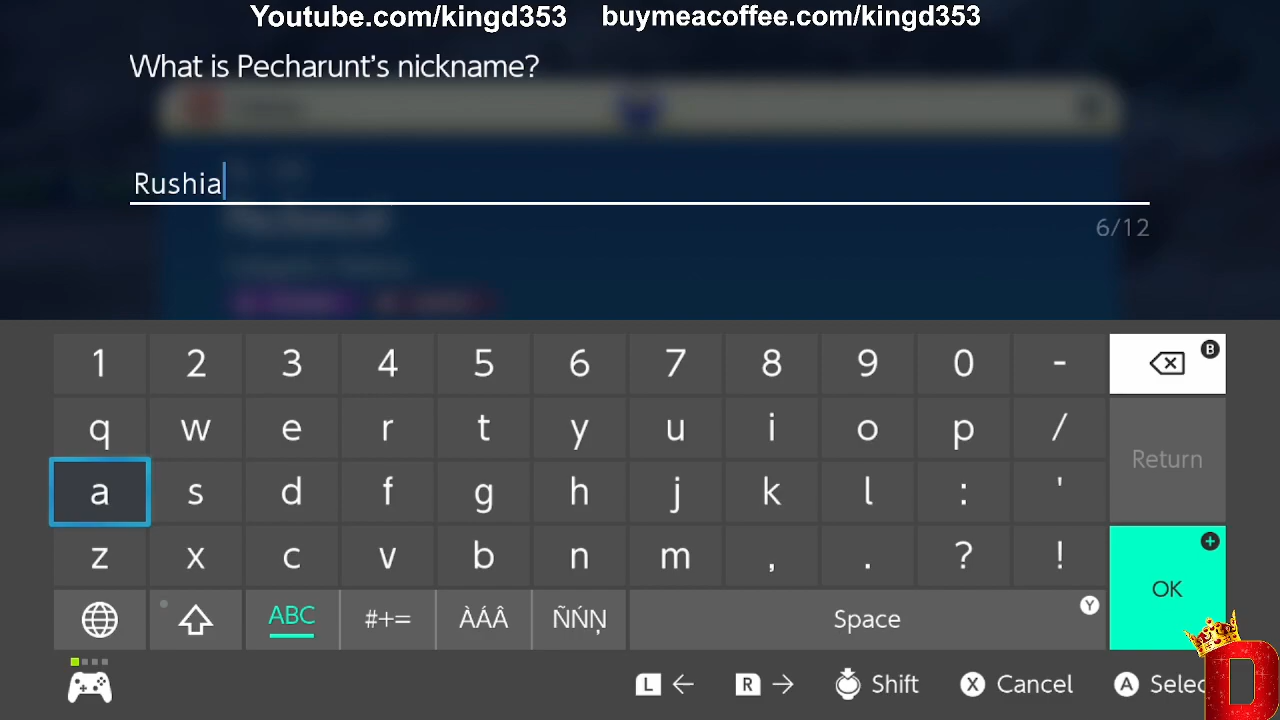 Youtube.com/kingd353 buymeacoffee.com/kingd353
What is Pecharunt's nickname?
Rushia
6/12
1 2 3 4 5 6 7 8 9 0 - B
q w e r t y u i o p / Return
a s d f g h j k l : '
z x c v b n m , . ? ! + OK
ABC #+= ÀÁÂ ÑŃŅ Space Y
L ← R → Shift X Cancel A Selec
D